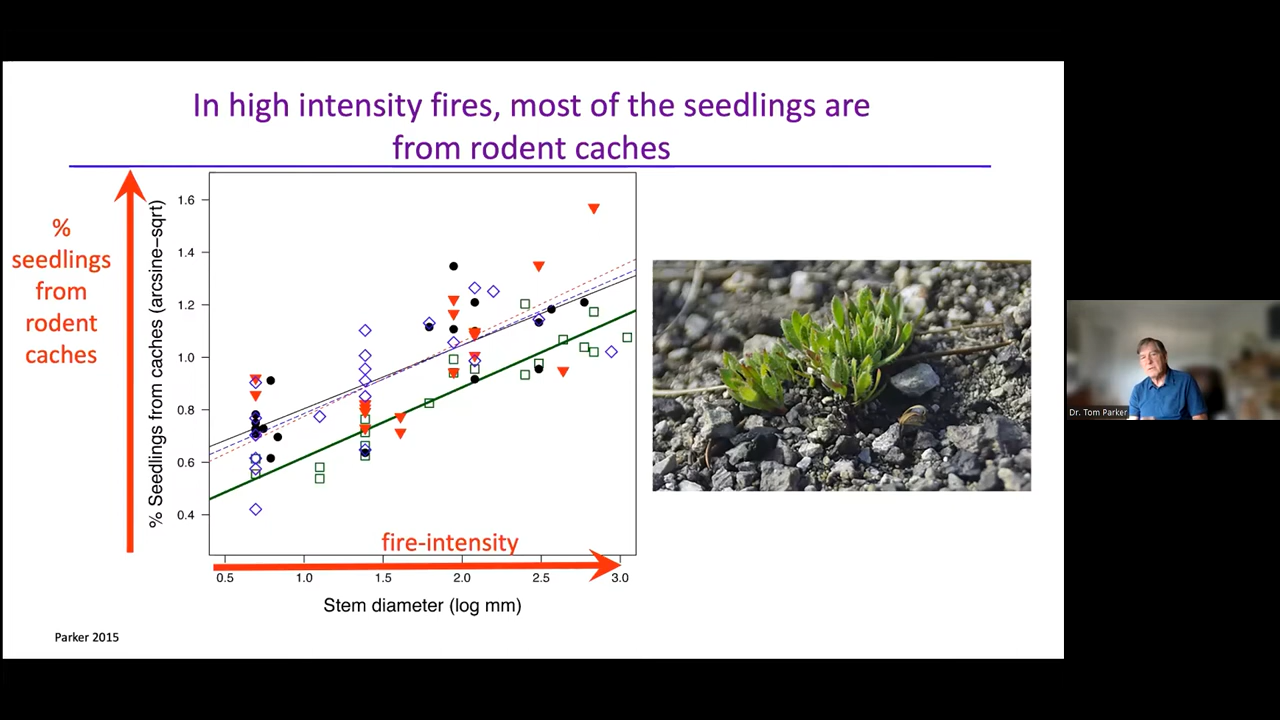 In high intensity fires, most of the seedlings are
from rodent caches
%
seedlings
from
rodent
caches
% Seedlings from caches (arcsine–sqrt)
1.6
1.4
1.2
1.0
0.8
0.6
0.4
fire-intensity
0.5 1.0 1.5 2.0 2.5 3.0
Stem diameter (log mm)
Parker 2015
Dr. Tom Parker